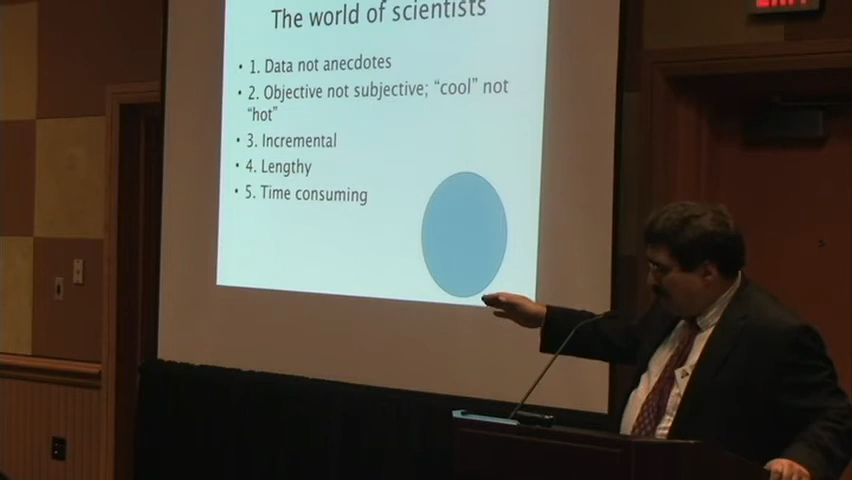 EXIT
The world of scientists
• 1. Data not anecdotes
• 2. Objective not subjective; “cool” not
“hot”
• 3. Incremental
• 4. Lengthy
• 5. Time consuming